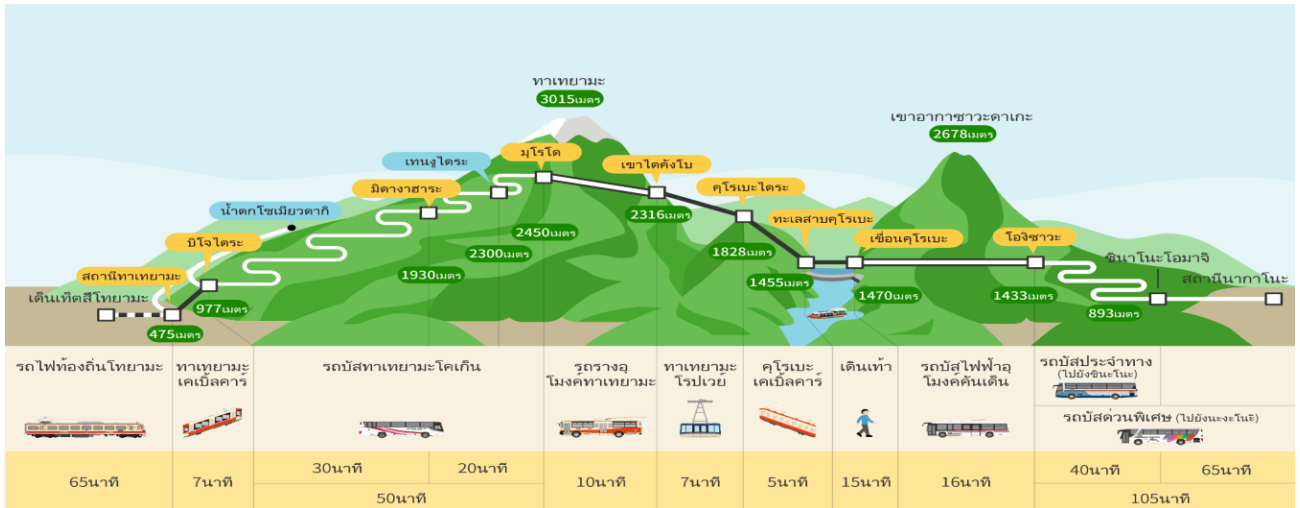 ทาเทยามะ
3015เมตร
เขาอากาซาวะดาเกะ
2678เมตร
เทนงูไดระ
มุโรโด
เขาไดคังโบ
มิดางาฮาระ
คุโรเบะไดระ
น้ำตกโชเมียวดากิ
ทะเลสาบคุโรเบะ
บิโจไดระ
เขื่อนคุโรเบะ
โอกิซาวะ
2316เมตร
2450เมตร
2300เมตร
1828เมตร
ชินาโนะโอมาจิ
สถานีทาเทยามะ
1930เมตร
1455เมตร
สถานีนากาโนะ
เด็นเท็ตสึโทยามะ
977เมตร
1470เมตร
1433เมตร
893เมตร
475เมตร
รถไฟท้องถิ่นโทยามะ
ทาเทยามะ
เคเบิ้ลคาร์
รถบัสทาเทยามะโคเก็น
รถรางอุ
โมงค์ทาเทยามะ
ทาเทยามะ
โรปเวย์
คุโรเบะ
เคเบิ้ลคาร์
เดินเท้า
รถบัสไฟฟ้าอุ
โมงค์คันเด็น
รถบัสประจำทาง
(ไปยังชินะโนะ)
รถบัสด่วนพิเศษ (ไปยังนะงะโนะิ)
65นาที
7นาที
30นาที
20นาที
50นาที
10นาที
7นาที
5นาที
15นาที
16นาที
40นาที
65นาที
105นาที